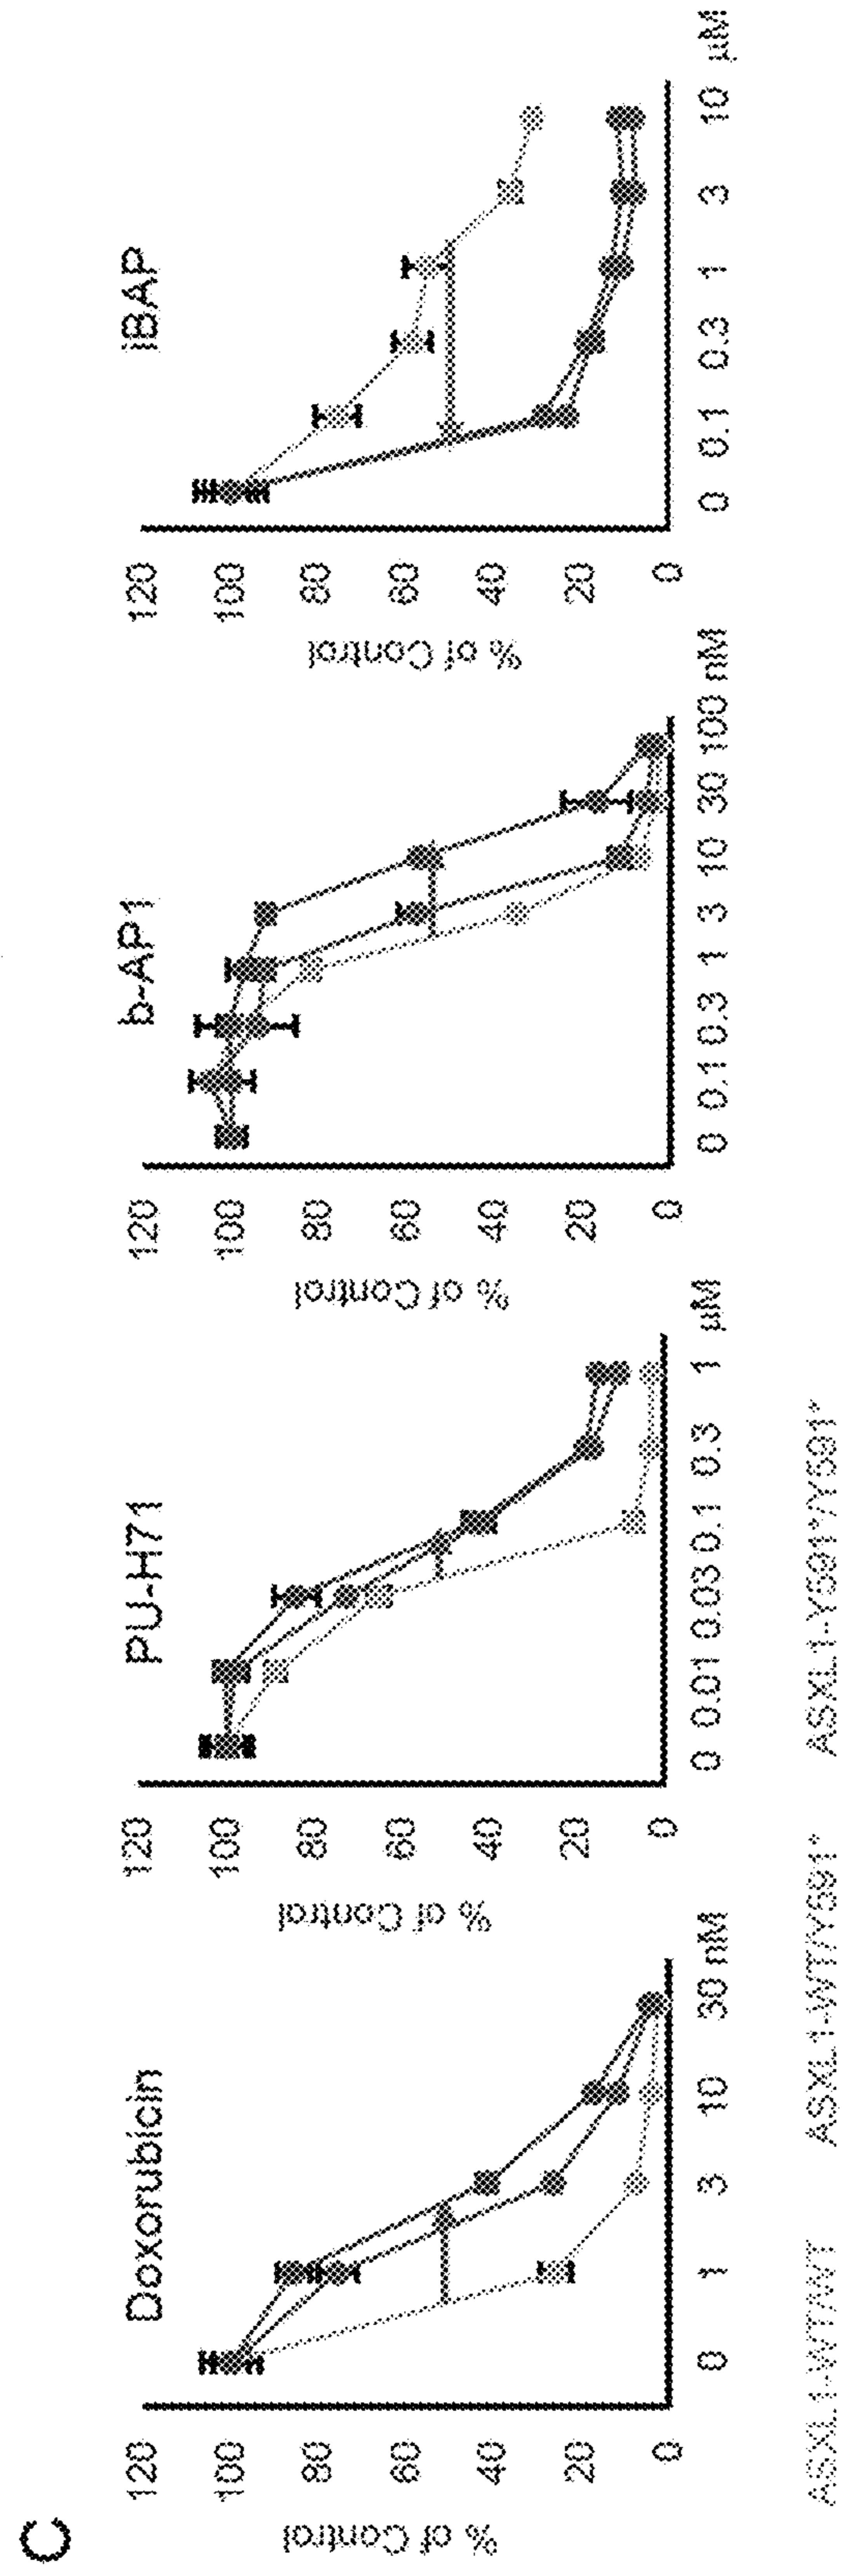 C
Doxorubicin
% of Control
120
100
80
60
40
20
0
0 1 3 10 30 nM
PU-H71
% of Control
120
100
80
60
40
20
0
0 0.01 0.03 0.1 0.3 1 µM
b-AP1
% of Control
120
100
80
60
40
20
0
0 0.1 0.3 1 3 10 30 100 nM
iBAP
% of Control
120
100
80
60
40
20
0
0 0.1 0.3 1 3 10 µM
ASXL1-WT/WT ASXL1-WT/Y591* ASXL1-Y591*/Y591*